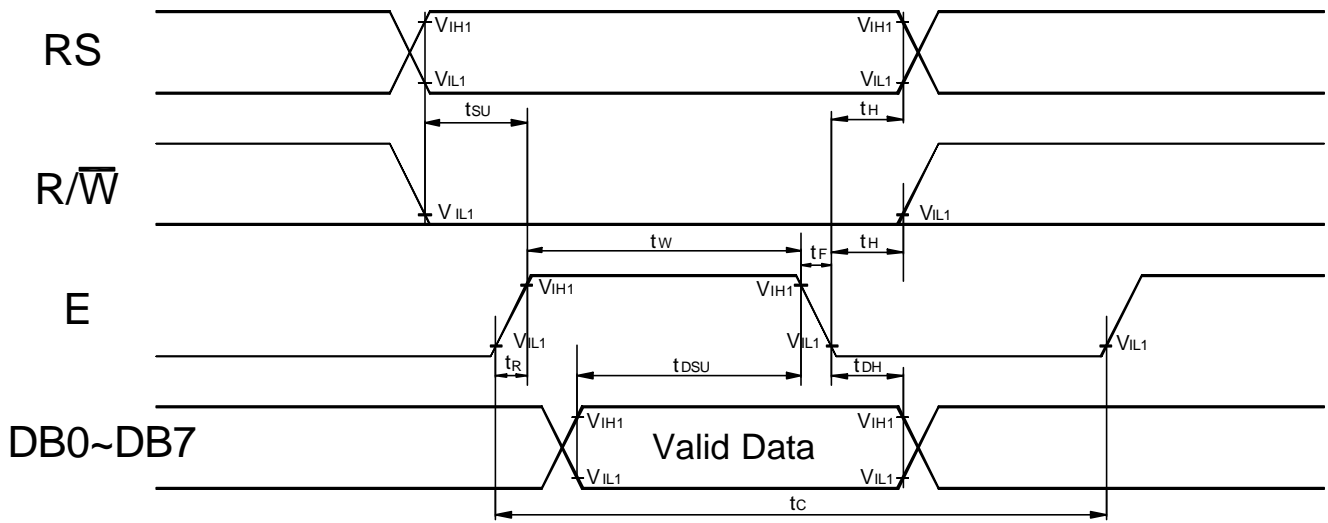 RS
VIH1
VIL1
VIH1
VIL1
tSU
tH
R/W̅
VIL1
VIL1
tW
tF
tH
E
VIH1
VIL1
VIH1
VIL1
VIL1
tR
tDSU
tDH
DB0~DB7
VIH1
VIL1
Valid Data
VIH1
VIL1
tC